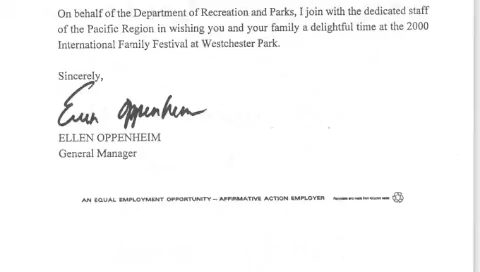 On behalf of the Department of Recreation and Parks, I join with the dedicated staff
of the Pacific Region in wishing you and your family a delightful time at the 2000
International Family Festival at Westchester Park.
Sincerely,
Ellen Oppenheim
ELLEN OPPENHEIM
General Manager
AN EQUAL EMPLOYMENT OPPORTUNITY – AFFIRMATIVE ACTION EMPLOYER